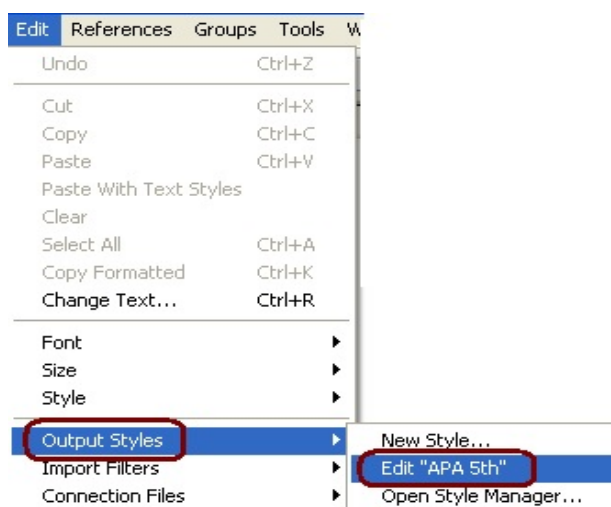 Edit References Groups Tools W
Undo Ctrl+Z
Cut Ctrl+X
Copy Ctrl+C
Paste Ctrl+V
Paste With Text Styles
Clear
Select All Ctrl+A
Copy Formatted Ctrl+K
Change Text... Ctrl+R
Font
Size
Style
Output Styles
New Style...
Import Filters
Edit "APA 5th"
Connection Files
Open Style Manager...